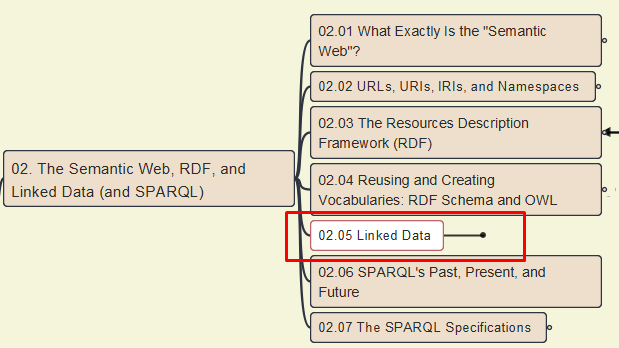 02.01 What Exactly Is the "Semantic
Web"?
02.02 URLs, URIs, IRIs, and Namespaces
02.03 The Resources Description
Framework (RDF)
02. The Semantic Web, RDF, and
Linked Data (and SPARQL)
02.04 Reusing and Creating
Vocabularies: RDF Schema and OWL
02.05 Linked Data
02.06 SPARQL's Past, Present, and
Future
02.07 The SPARQL Specifications